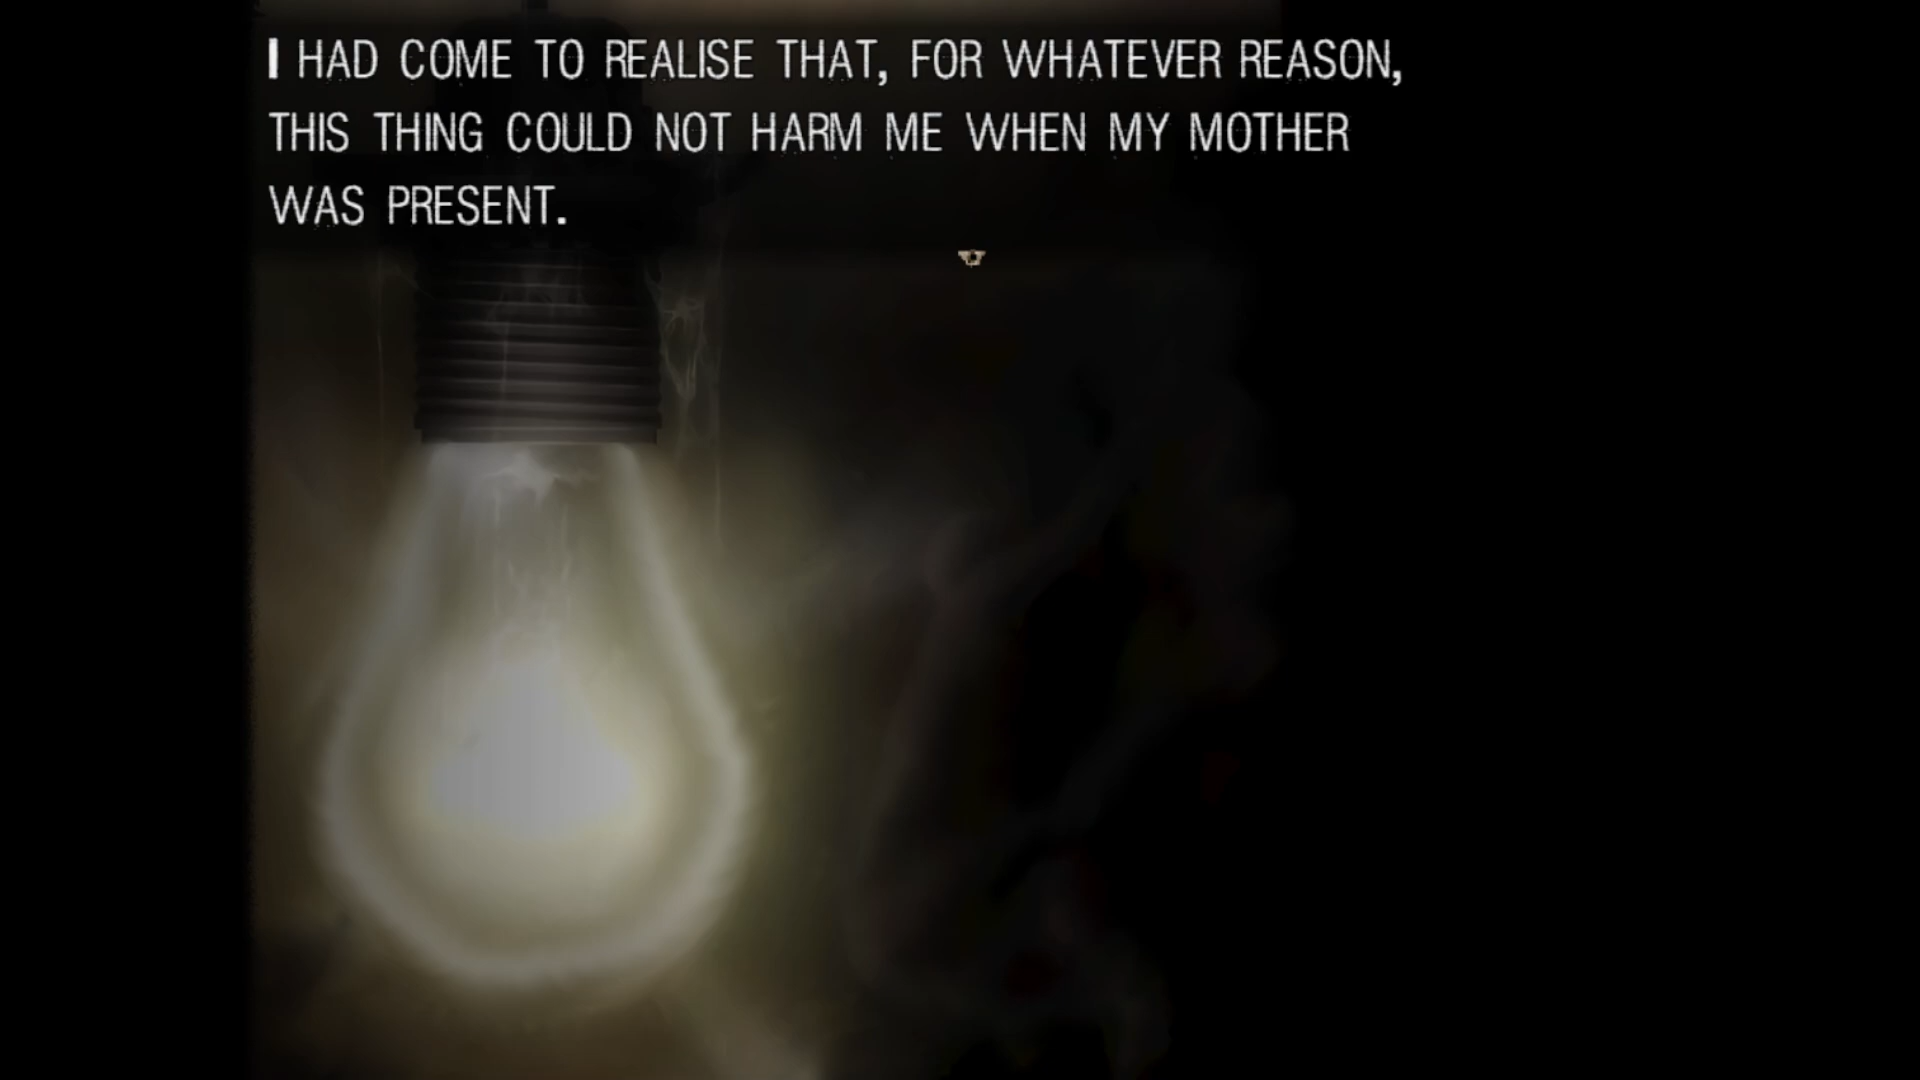 I HAD COME TO REALISE THAT, FOR WHATEVER REASON,
THIS THING COULD NOT HARM ME WHEN MY MOTHER
WAS PRESENT.